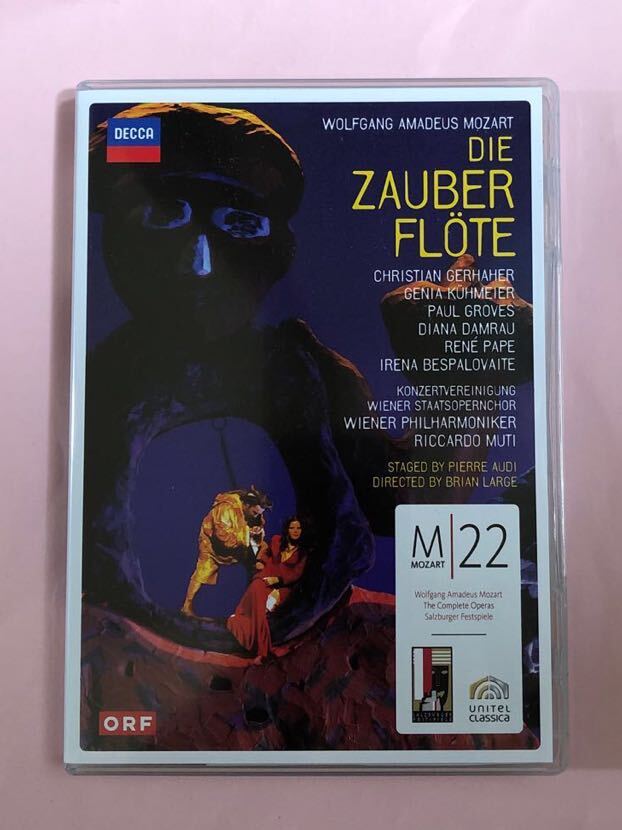 DECCA
WOLFGANG AMADEUS MOZART
DIE
ZAUBER
FLÖTE
CHRISTIAN GERHAHER
GENIA KÜHMEIER
PAUL GROVES
DIANA DAMRAU
RENÉ PAPE
IRENA BESPALOVAITE
KONZERTVEREINIGUNG
WIENER STAATSOPERNCHOR
WIENER PHILHARMONIKER
RICCARDO MUTI
STAGED BY PIERRE AUDI
DIRECTED BY BRIAN LARGE
M|22
MOZART
Wolfgang Amadeus Mozart
The Complete Operas
Salzburger Festspiele
SALZBURGER
FESTSPIELE
UNITEL
CLASSICA
ORF